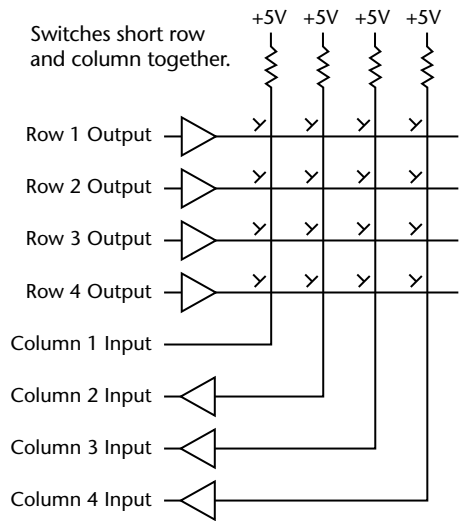 +5V +5V +5V +5V
Switches short row
and column together.
Row 1 Output
Row 2 Output
Row 3 Output
Row 4 Output
Column 1 Input
Column 2 Input
Column 3 Input
Column 4 Input